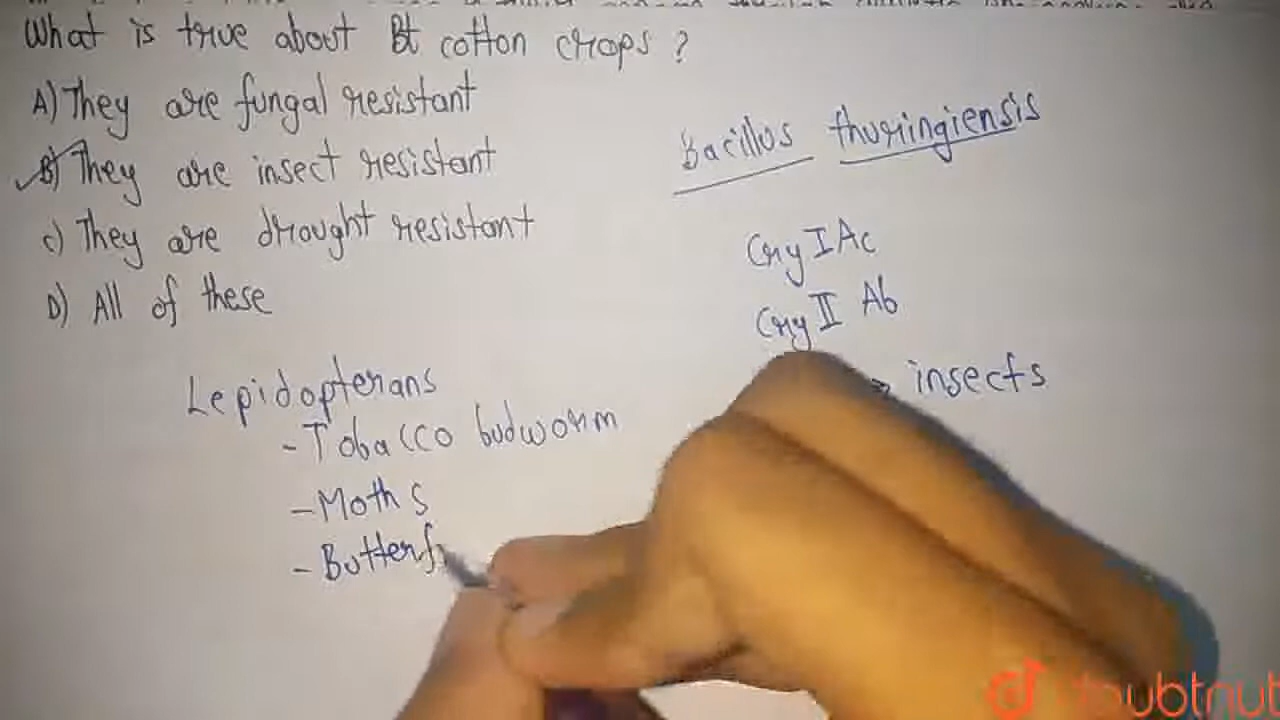 What is true about Bt cotton crops ?
A) They are fungal resistant
B) They are insect resistant
C) They are drought resistant
D) All of these
Bacillus thuringiensis
Cry I Ac
Cry II Ab
→ insects
Lepidopterans
- Tobacco budworm
- Moths
- Butterf
doubtnut